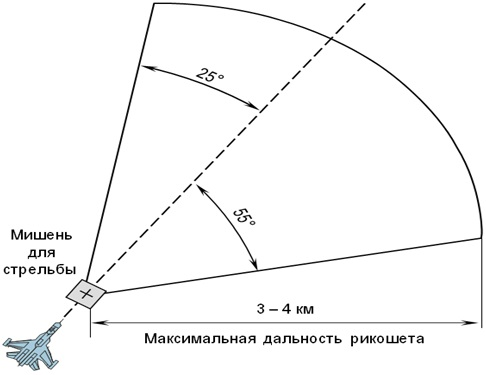 25°
55°
Мишень
для
стрельбы
3 – 4 км
Максимальная дальность рикошета